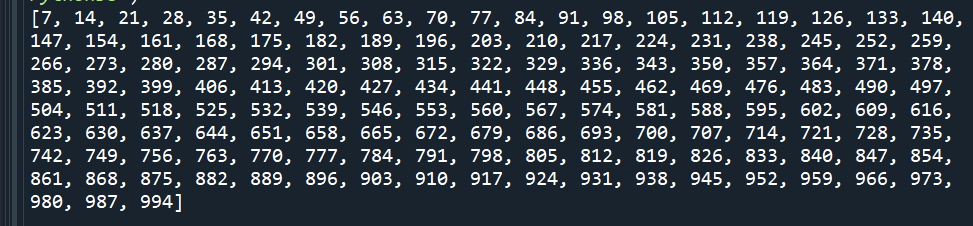 [7, 14, 21, 28, 35, 42, 49, 56, 63, 70, 77, 84, 91, 98, 105, 112, 119, 126, 133, 140,
147, 154, 161, 168, 175, 182, 189, 196, 203, 210, 217, 224, 231, 238, 245, 252, 259,
266, 273, 280, 287, 294, 301, 308, 315, 322, 329, 336, 343, 350, 357, 364, 371, 378,
385, 392, 399, 406, 413, 420, 427, 434, 441, 448, 455, 462, 469, 476, 483, 490, 497,
504, 511, 518, 525, 532, 539, 546, 553, 560, 567, 574, 581, 588, 595, 602, 609, 616,
623, 630, 637, 644, 651, 658, 665, 672, 679, 686, 693, 700, 707, 714, 721, 728, 735,
742, 749, 756, 763, 770, 777, 784, 791, 798, 805, 812, 819, 826, 833, 840, 847, 854,
861, 868, 875, 882, 889, 896, 903, 910, 917, 924, 931, 938, 945, 952, 959, 966, 973,
980, 987, 994]